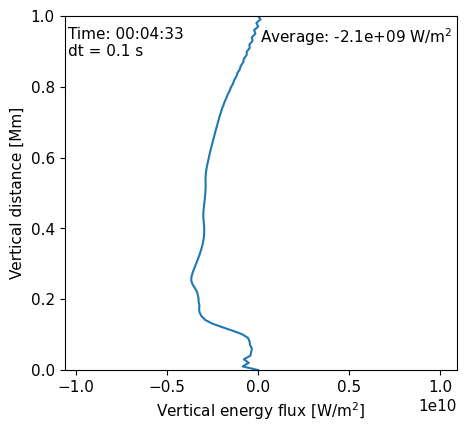 Time: 00:04:33
dt = 0.1 s
Average: -2.1e+09 W/m²
1.0
0.8
0.6
0.4
0.2
0.0
Vertical distance [Mm]
−1.0 −0.5 0.0 0.5 1.0
1e10
Vertical energy flux [W/m²]